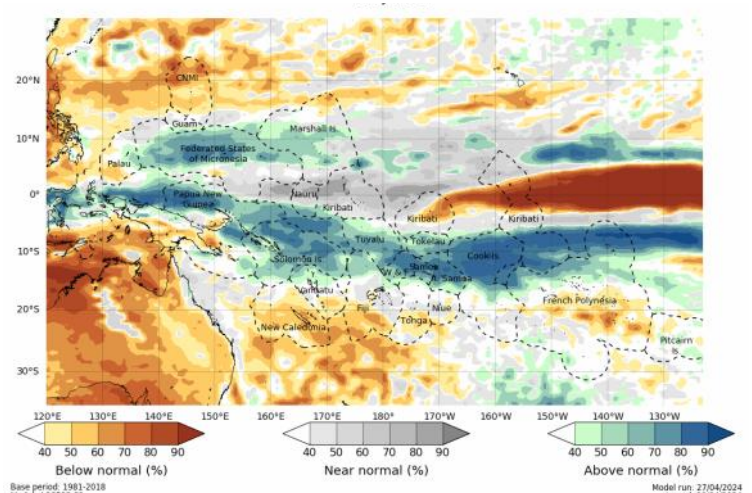 20°N
10°N
0°
10°S
20°S
30°S
CNMI
Guam
Marshall Is
Federated States
of Micronesia
Palau
Papua New
Guinea
Nauru
Kiribati
Kiribati
Kiribati
Tuvalu
Tokelau
Solomon Is
Cook Is
Samoa
W & F
A. Samoa
Vanuatu
Fiji
Niue
Tonga
French Polynesia
New Caledonia
Pitcairn
Is
120°E 130°E 140°E 150°E 160°E 170°E 180° 170°W 160°W 150°W 140°W 130°W
40 50 60 70 80 90
Below normal (%)
40 50 60 70 80 90
Near normal (%)
40 50 60 70 80 90
Above normal (%)
Base period: 1981-2018
Model run: 27/04/2024